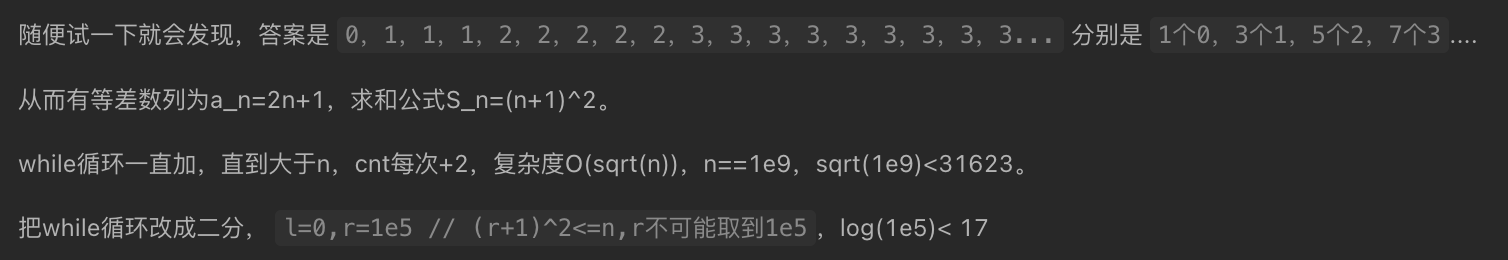 随便试一下就会发现，答案是 0, 1, 1, 1, 2, 2, 2, 2, 2, 3, 3, 3, 3, 3, 3, 3, 3, 3... 分别是 1个0, 3个1, 5个2, 7个3....
从而有等差数列为a_n=2n+1，求和公式S_n=(n+1)^2。
while循环一直加，直到大于n，cnt每次+2，复杂度O(sqrt(n))，n==1e9，sqrt(1e9)<31623。
把while循环改成二分， l=0,r=1e5 // (r+1)^2<=n,r不可能取到1e5，log(1e5)< 17